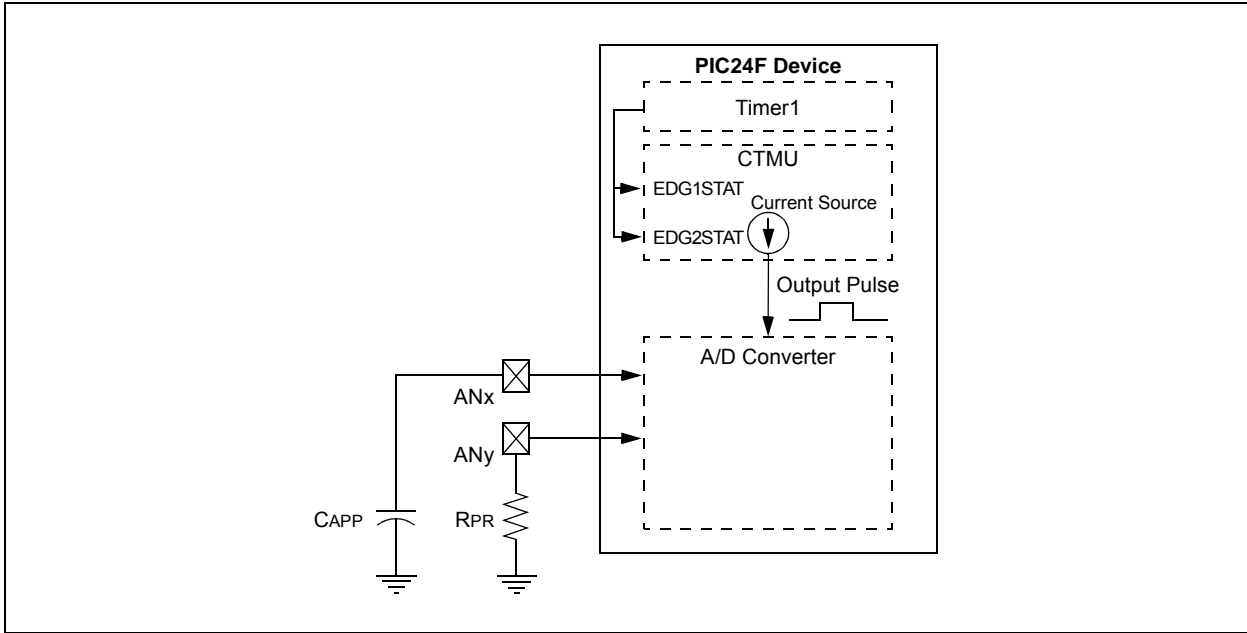 PIC24F Device
Timer1
CTMU
EDG1STAT
Current Source
EDG2STAT
Output Pulse
A/D Converter
ANx
ANy
CAPP
RPR